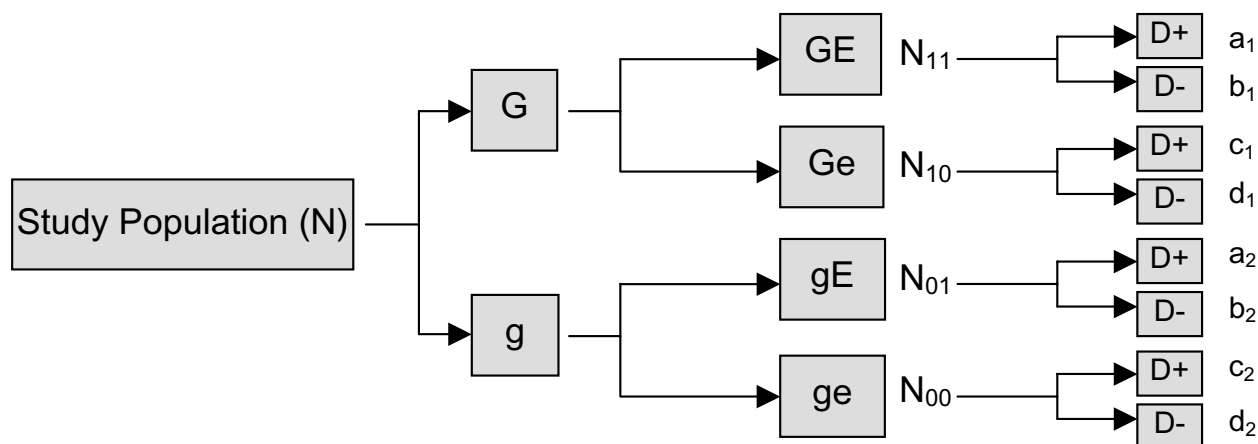 D+ a₁
GE N₁₁
G D- b₁
D+ c₁
Ge N₁₀
D- d₁
Study Population (N)
D+ a₂
gE N₀₁
D- b₂
g
D+ c₂
ge N₀₀
D- d₂